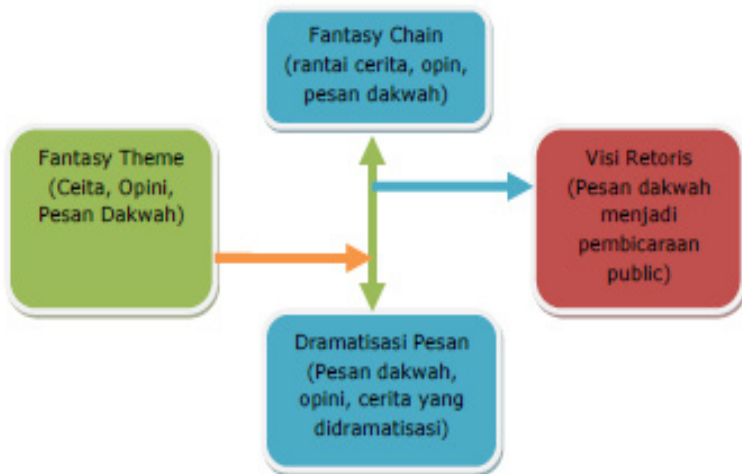 Fantasy Chain
(rantai cerita, opin,
pesan dakwah)
Fantasy Theme
(Ceita, Opini,
Pesan Dakwah)
Visi Retoris
(Pesan dakwah
menjadi
pembicaraan
public)
Dramatisasi Pesan
(Pesan dakwah,
opini, cerita yang
didramatisasi)